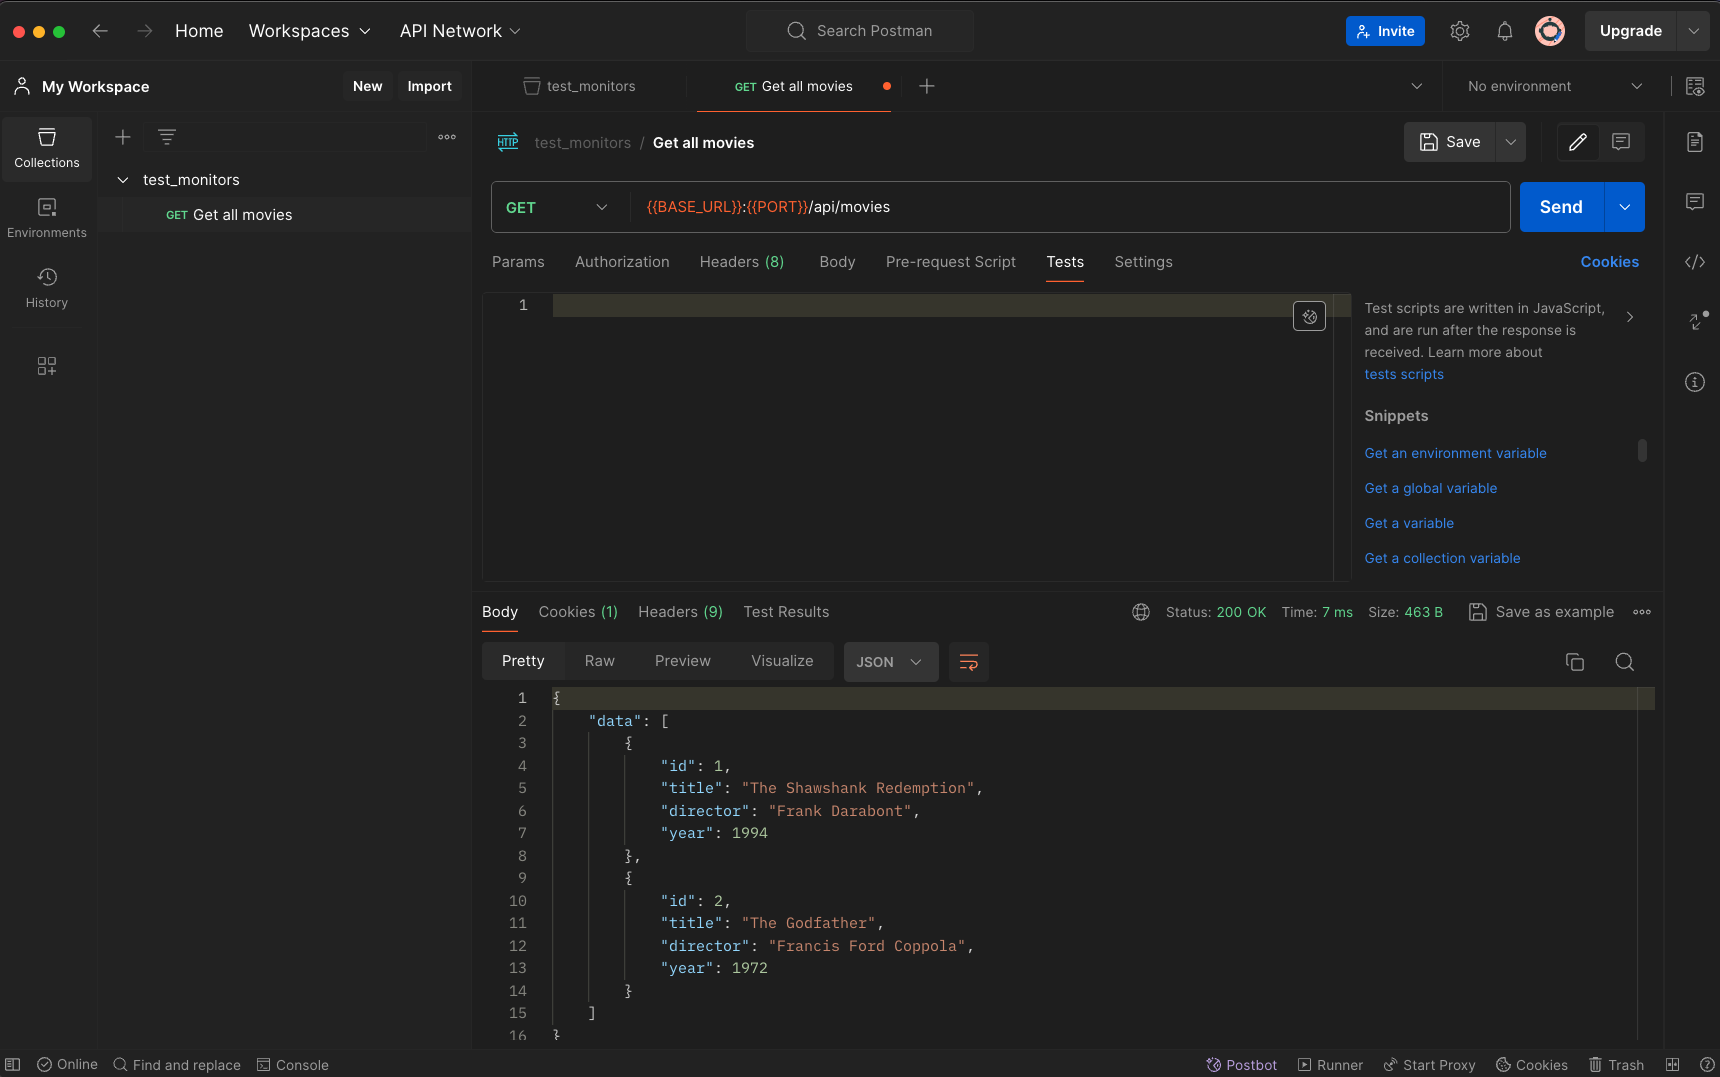 Home Workspaces API Network Search Postman Invite Upgrade
My Workspace New Import test_monitors GET Get all movies No environment
Collections
Environments
History
test_monitors
GET Get all movies
HTTP test_monitors / Get all movies Save
GET {{BASE_URL}}:{{PORT}}/api/movies Send
Params Authorization Headers (8) Body Pre-request Script Tests Settings Cookies
1
Test scripts are written in JavaScript,
and are run after the response is
received. Learn more about
tests scripts
Snippets
Get an environment variable
Get a global variable
Get a variable
Get a collection variable
Body Cookies (1) Headers (9) Test Results Status: 200 OK Time: 7 ms Size: 463 B Save as example
Pretty Raw Preview Visualize JSON
1 {
2 "data": [
3 {
4 "id": 1,
5 "title": "The Shawshank Redemption",
6 "director": "Frank Darabont",
7 "year": 1994
8 },
9 {
10 "id": 2,
11 "title": "The Godfather",
12 "director": "Francis Ford Coppola",
13 "year": 1972
14 }
15 ]
16 }
Online Find and replace Console Postbot Runner Start Proxy Cookies Trash